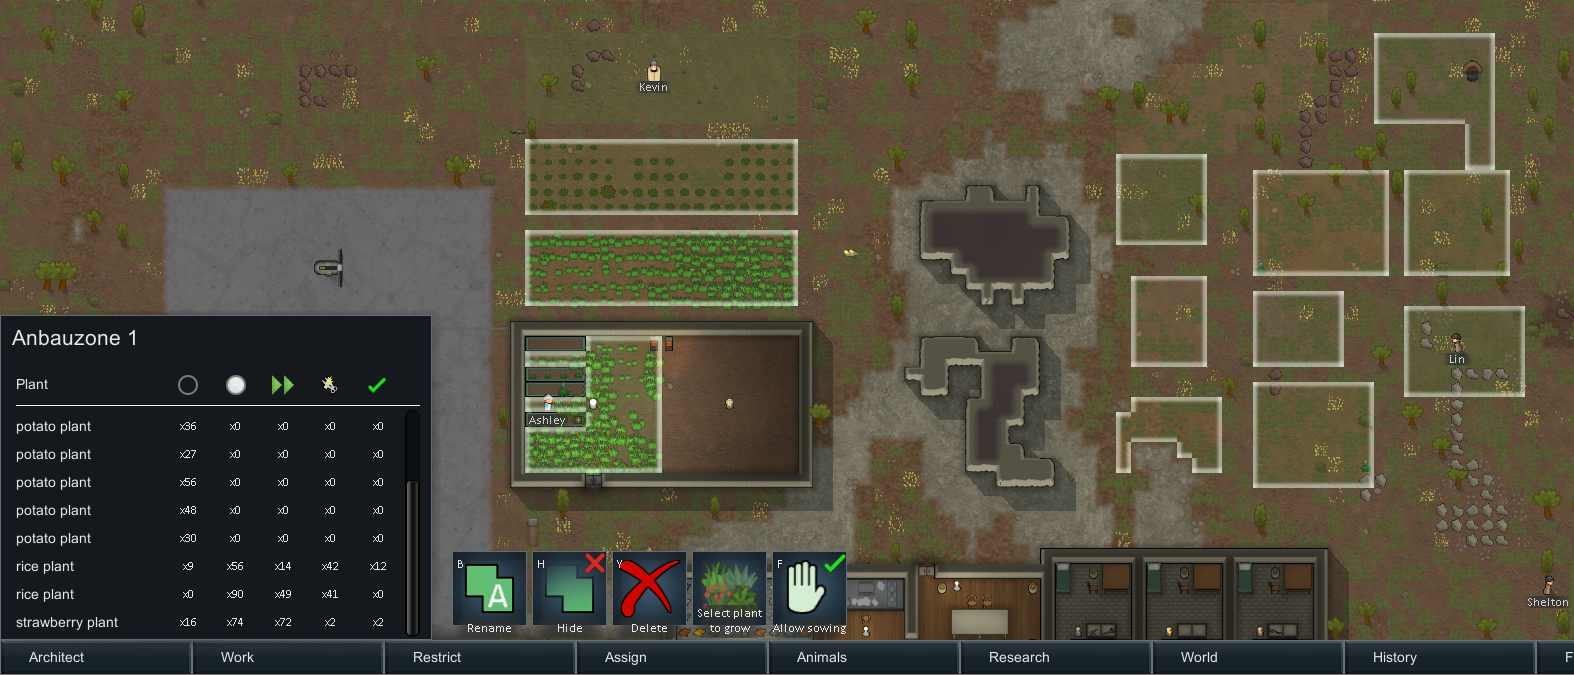 Kevin
Anbauzone 1
Plant
potato plant x36 x0 x0 x0 x0
potato plant x27 x0 x0 x0 x0
potato plant x56 x0 x0 x0 x0
potato plant x48 x0 x0 x0 x0
potato plant x30 x0 x0 x0 x0
rice plant x9 x56 x14 x42 x12
rice plant x0 x90 x49 x41 x0
strawberry plant x16 x74 x72 x2 x2
Lin
Ashley
B
A
Rename
H
Hide
Y
Delete
Select plant
to grow
F
Allow sowing
Shelton
Architect
Work
Restrict
Assign
Animals
Research
World
History
F